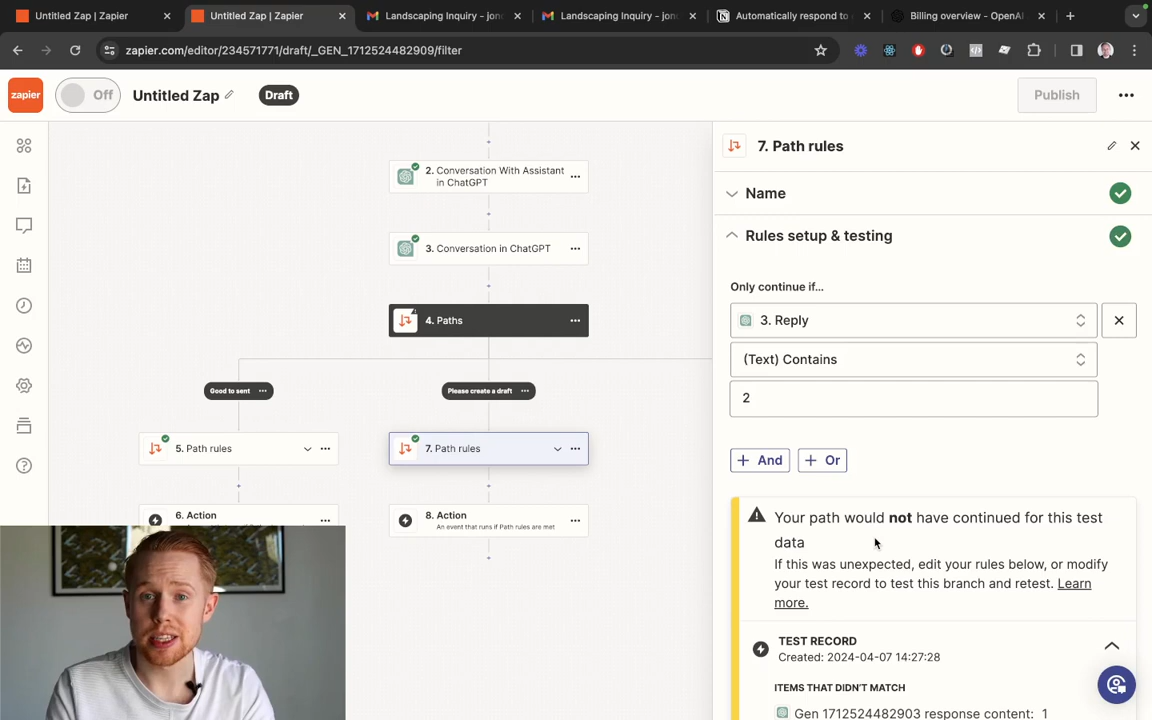 Untitled Zap | Zapier
Untitled Zap | Zapier
Landscaping Inquiry - jon
Landscaping Inquiry - jon
Automatically respond to
Billing overview - OpenAI
zapier.com/editor/234571771/draft/_GEN_1712524482909/filter
zapier
Off
Untitled Zap
Draft
Publish
7. Path rules
Name
2. Conversation With Assistant
in ChatGPT
Rules setup & testing
3. Conversation in ChatGPT
Only continue if...
4. Paths
3. Reply
(Text) Contains
Good to sent
Please create a draft
2
5. Path rules
7. Path rules
And
Or
6. Action
8. Action
An event that runs if Path rules are met
Your path would not have continued for this test
data
If this was unexpected, edit your rules below, or modify
your test record to test this branch and retest. Learn
more.
TEST RECORD
Created: 2024-04-07 14:27:28
ITEMS THAT DIDN'T MATCH
Gen 1712524482903 response content: 1